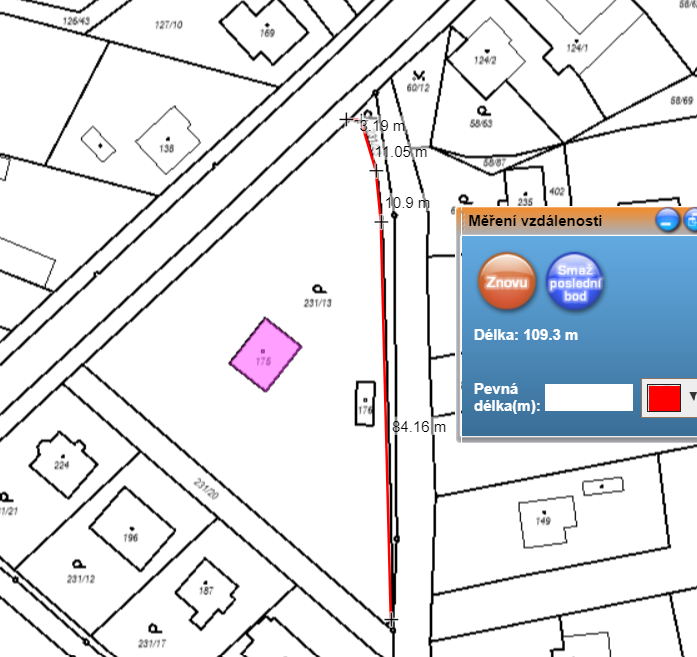 126/43
127/10
169
124/2
124/1
60/12
58/69
58/63
3.19 m
138
11.05 m
58/87
402
235
10.9 m
Měření vzdálenosti
Znovu
Smaž
poslední
bod
231/13
Délka: 109.3 m
175
Pevná
délka(m):
176
84.16 m
224
231/20
149
196
231/12
187
231/17